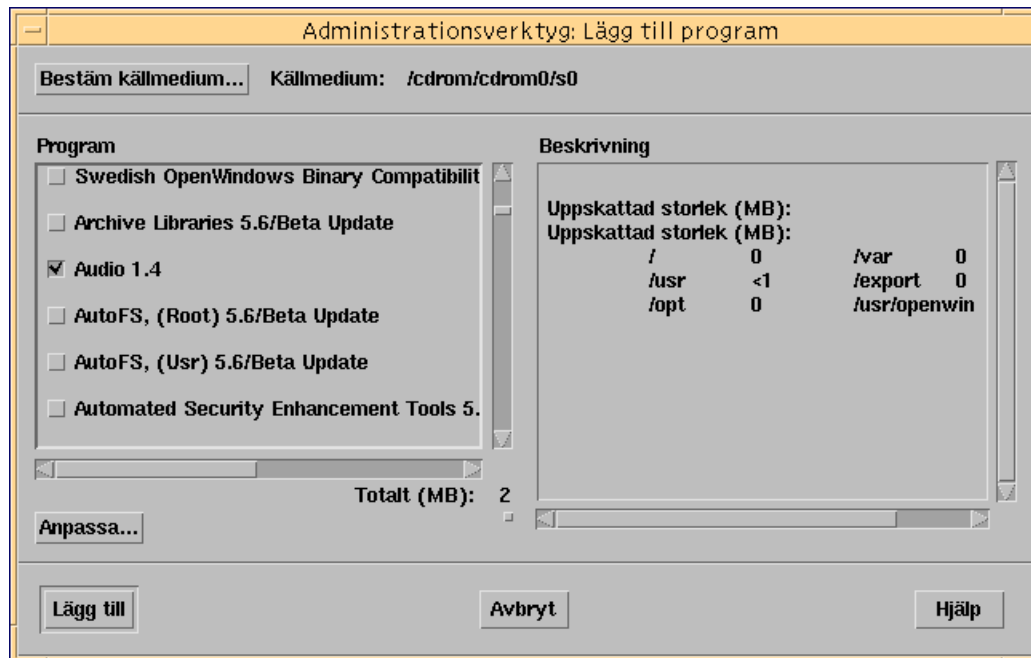 Administrationsverktyg: Lägg till program
Bestäm källmedium... Källmedium: /cdrom/cdrom0/s0
Program
Swedish OpenWindows Binary Compatibilit
Archive Libraries 5.6/Beta Update
Audio 1.4
AutoFS, (Root) 5.6/Beta Update
AutoFS, (Usr) 5.6/Beta Update
Automated Security Enhancement Tools 5.
Totalt (MB): 2
Anpassa...
Beskrivning
Uppskattad storlek (MB):
Uppskattad storlek (MB):
/ 0 /var 0
/usr <1 /export 0
/opt 0 /usr/openwin
Lägg till Avbryt Hjälp